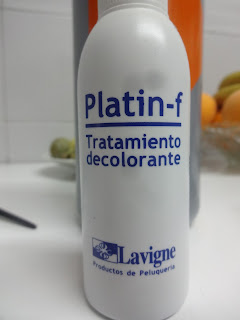 Platin-f
Tratamiento
decolorante
Lavigne
Productos de Peluquería